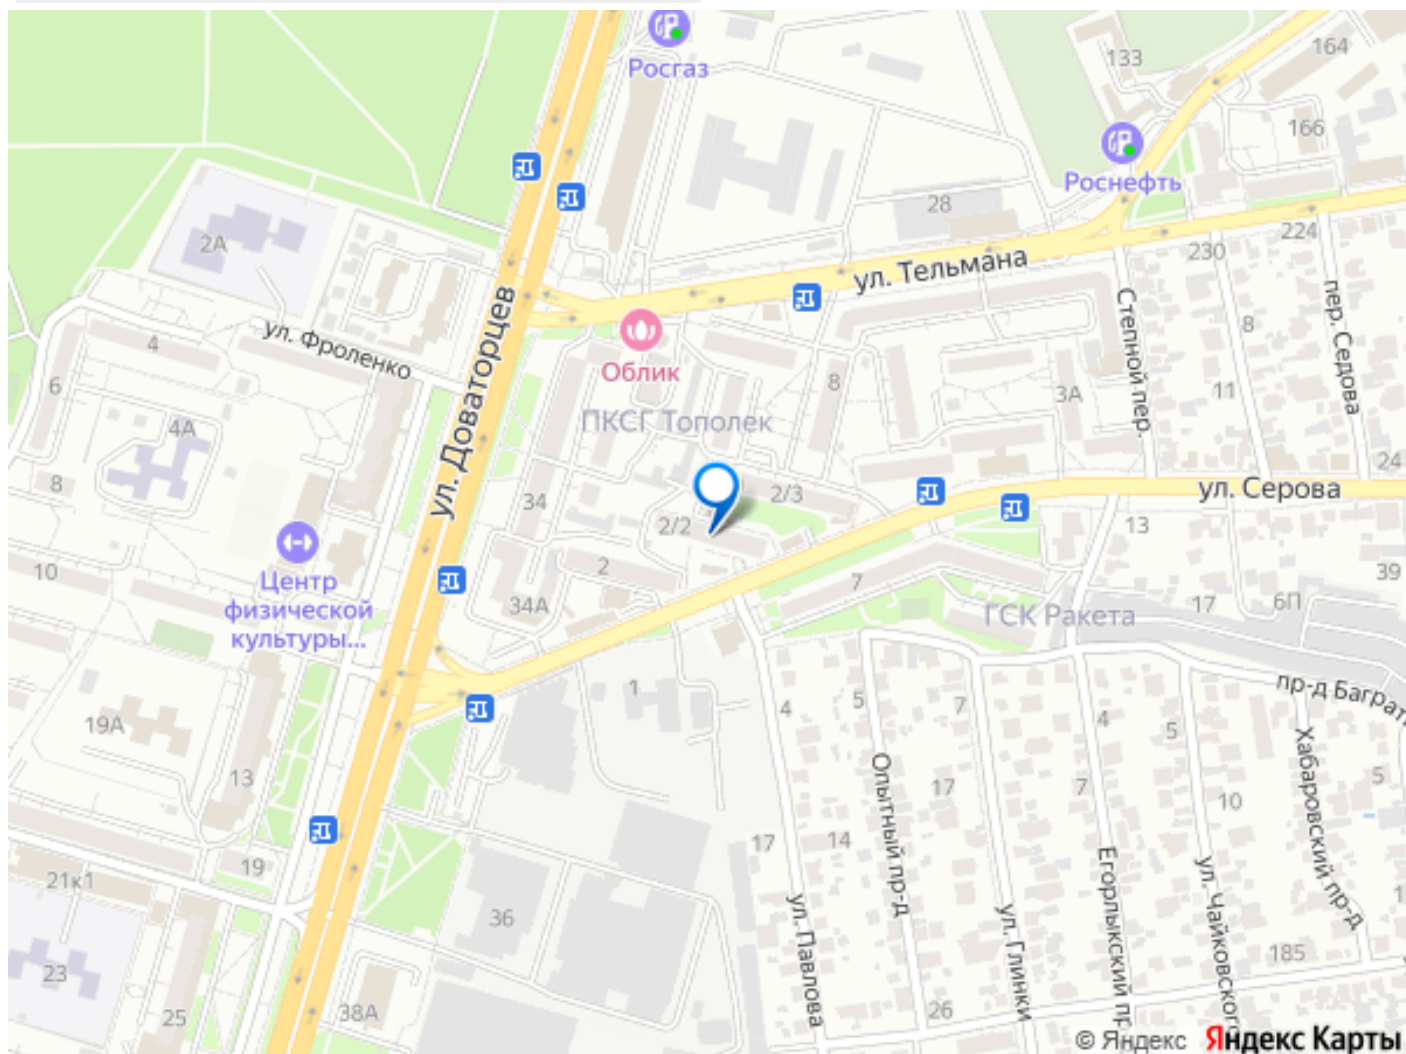 Росгаз
164
133
166
Роснефть
28
2А
230
224
ул. Тельмана
ул. Доваторцев
ул. Фроленко
4
Облик
6
8
8
11
Степной пер.
пер. Седова
3А
ПКСГ Тополек
4А
8
34
2/3
2/2
24
ул. Серова
13
2
7
34А
10
Центр
физической
культуры...
39
17
6П
ГСК Ракета
1
4
5
7
4
5
пр-д Баграти
19А
13
Опытный пр-д
17
7
10
Хабаровский пр-д
5
17
14
19
21к1
36
ул. Павлова
ул. Глинки
Егорлыкский пр
ул. Чайковского
185
23
25
38А
26
© Яндекс Яндекс Карты